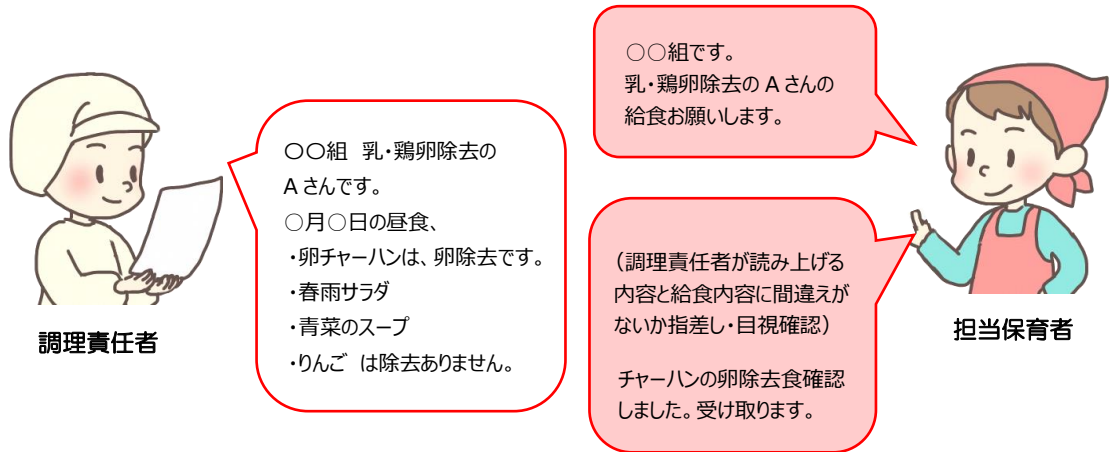 ○○組です。
乳・鶏卵除去の A さんの
給食お願いします。
〇〇組 乳・鶏卵除去の
A さんです。
○月○日の昼食、
・卵チャーハンは、卵除去です。
・春雨サラダ
・青菜のスープ
・りんご は除去ありません。
(調理責任者が読み上げる
内容と給食内容に間違えが
ないか指差し・目視確認)
チャーハンの卵除去食確認
しました。受け取ります。
調理責任者
担当保育者